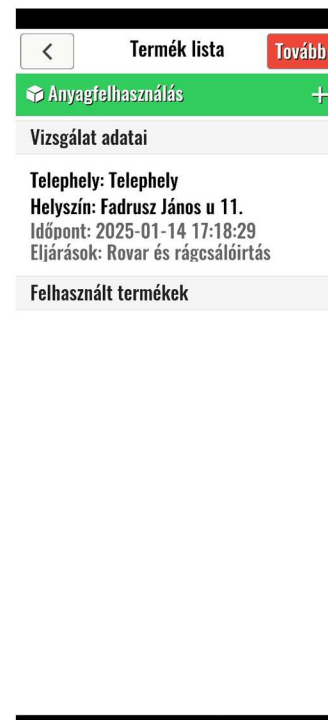 Termék lista
Tovább
Anyagfelhasználás
Vizsgálat adatai
Telephely: Telephely
Helyszín: Fadrusz János u 11.
Időpont: 2025-01-14 17:18:29
Eljárások: Rovar és rágcsálóirtás
Felhasznált termékek